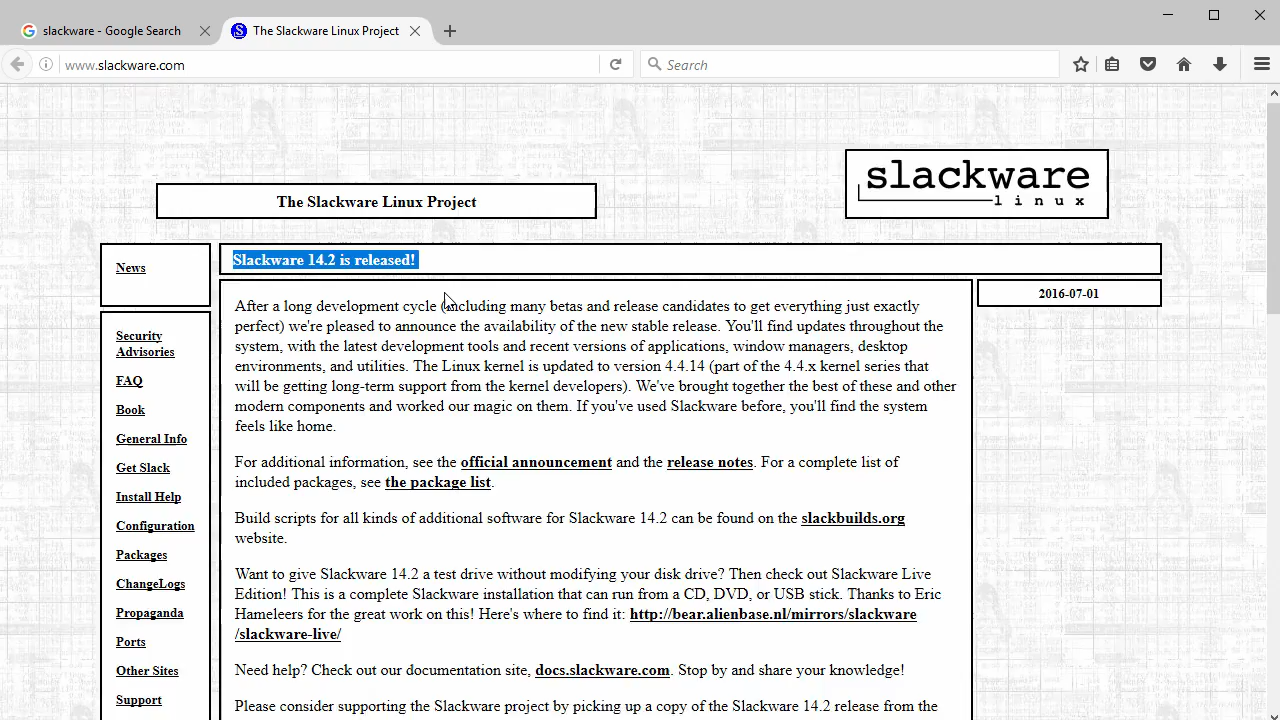 slackware - Google Search
The Slackware Linux Project
www.slackware.com
Search
slackware
linux
The Slackware Linux Project
News
Slackware 14.2 is released!
2016-07-01
After a long development cycle (including many betas and release candidates to get everything just exactly
perfect) we're pleased to announce the availability of the new stable release. You'll find updates throughout the
system, with the latest development tools and recent versions of applications, window managers, desktop
environments, and utilities. The Linux kernel is updated to version 4.4.14 (part of the 4.4.x kernel series that
will be getting long-term support from the kernel developers). We've brought together the best of these and other
modern components and worked our magic on them. If you've used Slackware before, you'll find the system
feels like home.
For additional information, see the official announcement and the release notes. For a complete list of
included packages, see the package list.
Build scripts for all kinds of additional software for Slackware 14.2 can be found on the slackbuilds.org
website.
Want to give Slackware 14.2 a test drive without modifying your disk drive? Then check out Slackware Live
Edition! This is a complete Slackware installation that can run from a CD, DVD, or USB stick. Thanks to Eric
Hameleers for the great work on this! Here's where to find it: http://bear.alienbase.nl/mirrors/slackware
/slackware-live/
Need help? Check out our documentation site, docs.slackware.com. Stop by and share your knowledge!
Please consider supporting the Slackware project by picking up a copy of the Slackware 14.2 release from the
Security
Advisories
FAQ
Book
General Info
Get Slack
Install Help
Configuration
Packages
ChangeLogs
Propaganda
Ports
Other Sites
Support